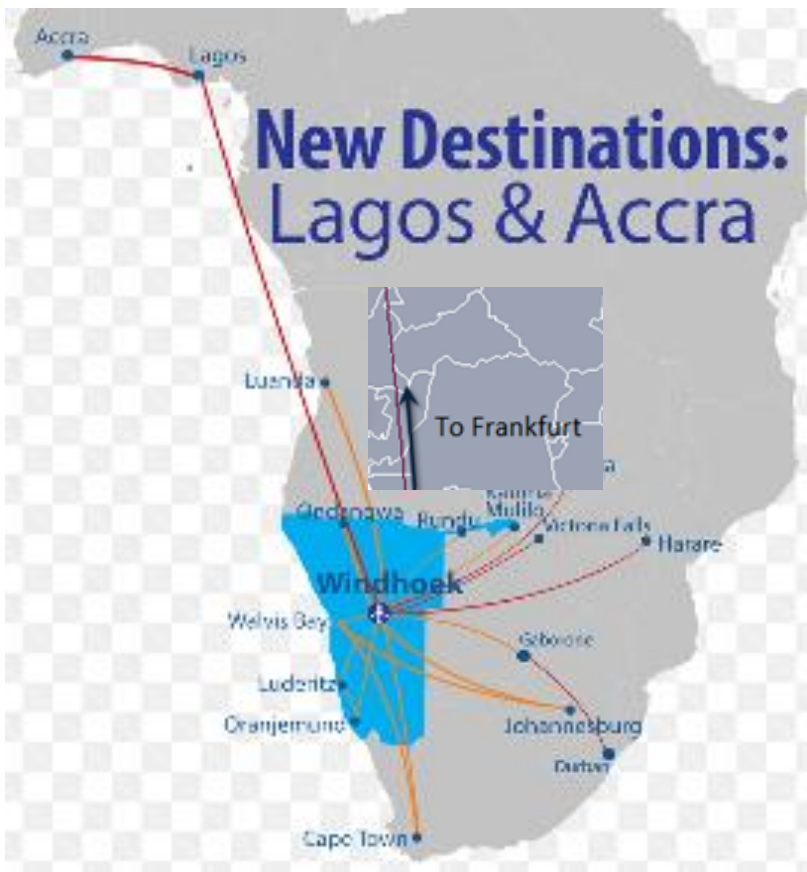 Accra
Lagos
New Destinations:
Lagos & Accra
Luanda
To Frankfurt
a
Ondangwa
Rundu
Katima
Mulilo
Victoria Falls
Harare
Windhoek
Walvis Bay
Gaborone
Luderitz
Oranjemund
Johannesburg
Durban
Cape Town